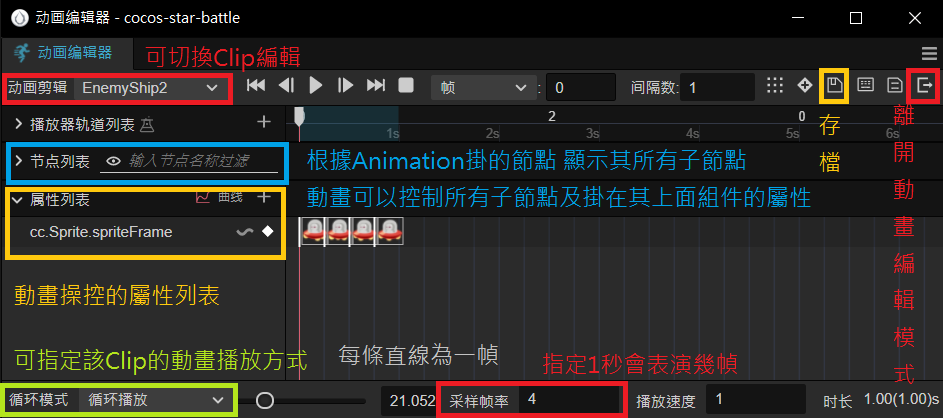 动画编辑器 - cocos-star-battle
动画编辑器
可切換Clip編輯
动画剪辑 EnemyShip2 帧 : 0 间隔数: 1
播放器轨道列表 2 0
1s 2s 3s 4s 5s 6s
存檔
離開動畫編輯模式
节点列表 输入节点名称过滤
根據Animation掛的節點 顯示其所有子節點
动画可以控制所有子節點及掛在其上面組件的屬性
属性列表 曲线
cc.Sprite.spriteFrame
動畫操控的屬性列表
可指定該Clip的動畫播放方式
每條直線為一幀
指定1秒會表演幾幀
循环模式 循环播放 21.052 采样帧率 4 播放速度 1 时长 1.00(1.00)s